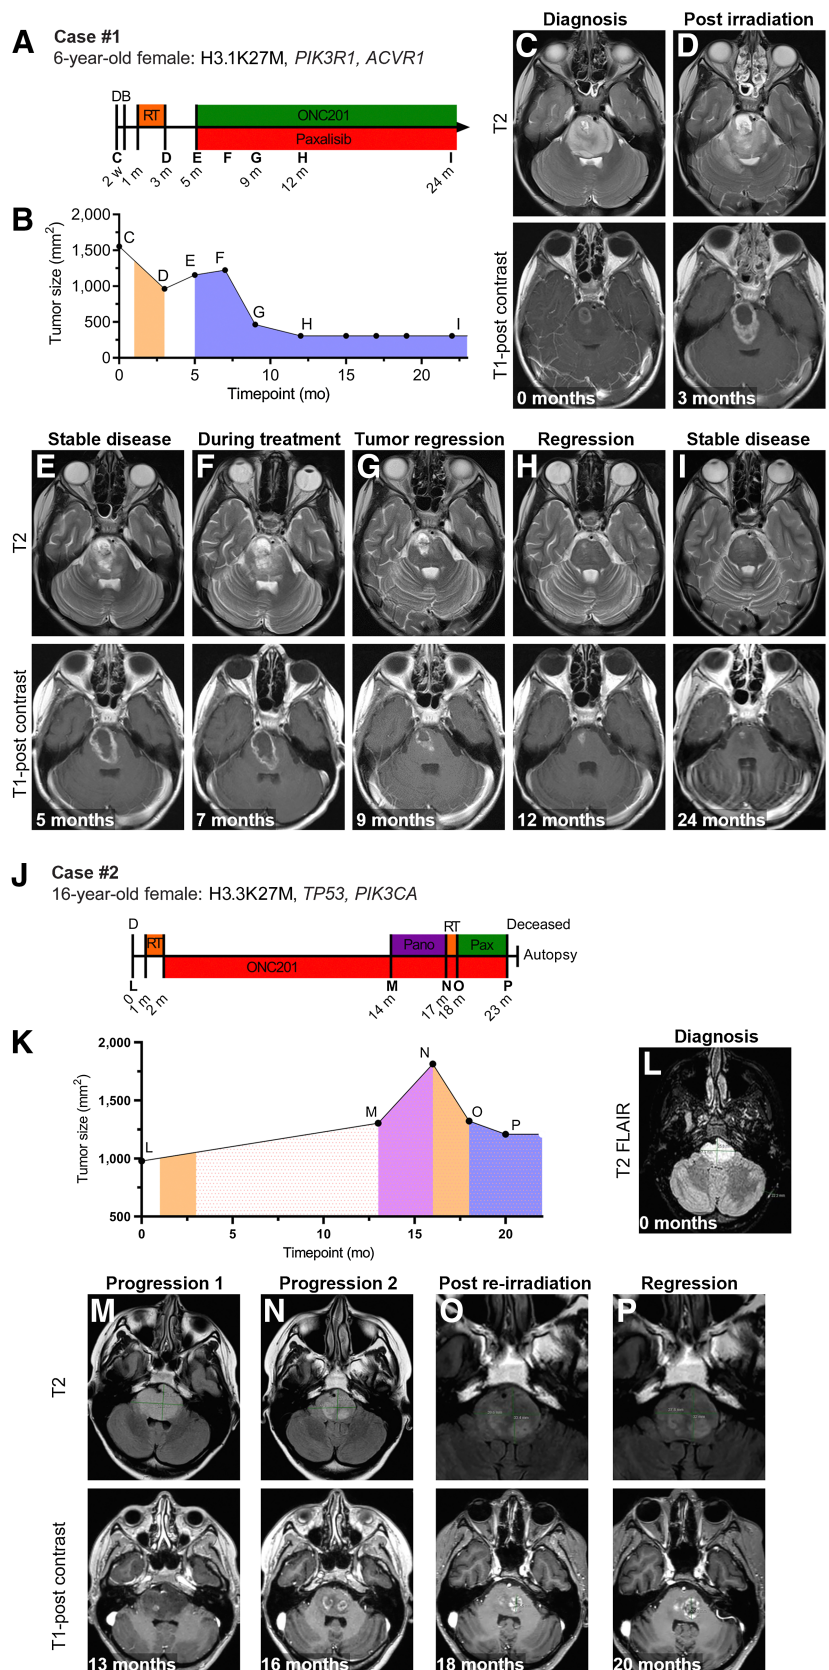 A
Case #1
6-year-old female: H3.1K27M, PIK3R1, ACVR1
DB
RT
ONC201
Paxalisib
C D E F G H I
2 w 1 m 3 m 5 m 9 m 12 m 24 m
B
Tumor size (mm²)
2,000
1,500
1,000
500
0
C
D
E
F
G
H
I
0 5 10 15 20
Timepoint (mo)
Diagnosis
Post irradiation
C
D
T2
T1-post contrast
0 months
3 months
Stable disease
During treatment
Tumor regression
Regression
Stable disease
E
F
G
H
I
T2
T1-post contrast
5 months
7 months
9 months
12 months
24 months
J
Case #2
16-year-old female: H3.3K27M, TP53, PIK3CA
D
RT
ONC201
Pano
RT
Pax
Deceased
Autopsy
L M N O P
0 1 m 2 m 14 m 17 m 18 m 23 m
K
Tumor size (mm²)
2,000
1,500
1,000
500
L
M
N
O
P
0 5 10 15 20
Timepoint (mo)
Diagnosis
L
T2 FLAIR
0 months
Progression 1
Progression 2
Post re-irradiation
Regression
M
N
O
P
T2
T1-post contrast
13 months
16 months
18 months
20 months